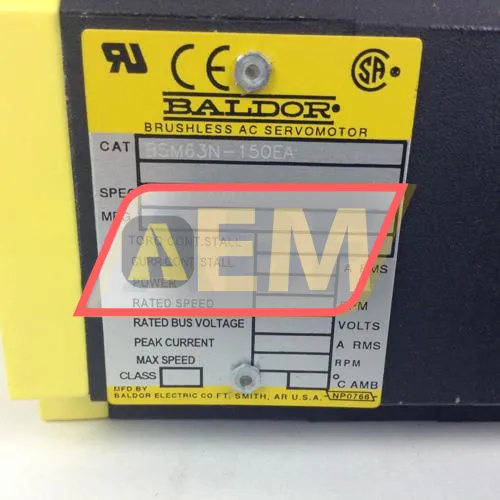 BALDOR
BRUSHLESS AC SERVOMOTOR
CAT BSM63N-150EA
SPEC
MFG
AEM
TORQ CONT. STALL
CURR CONT. STALL A RMS
POWER
RATED SPEED RPM
RATED BUS VOLTAGE VOLTS
PEAK CURRENT A RMS
MAX SPEED RPM
CLASS °C AMB
MFD BY
BALDOR ELECTRIC CO FT. SMITH, AR U.S.A. NP0766